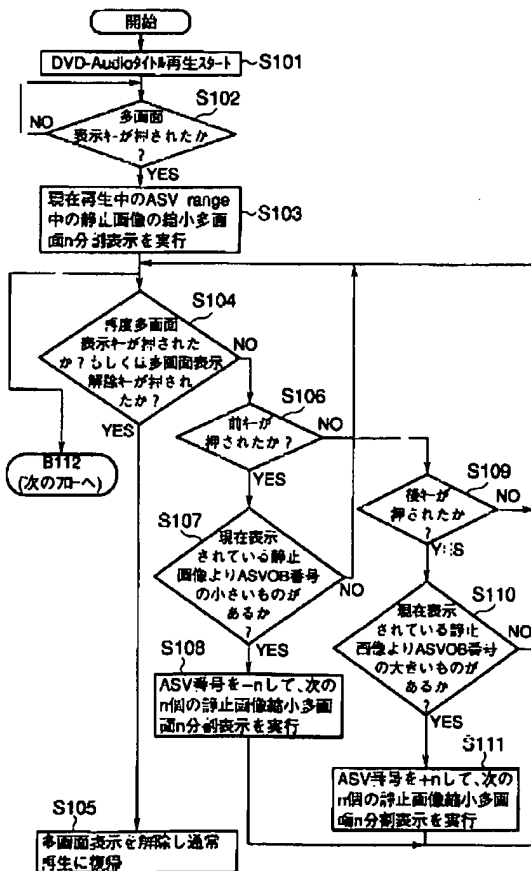 開始
DVD-Audioタイトル再生スタート
S101
S102
多画面
表示キーが押されたか
?
NO
YES
現在再生中のASV range
中の静止画像の縮小多画
面n分割表示を実行
S103
S104
再度多画面
表示キーが押された
か?もしくは多画面表示
解除キーが押され
たか?
NO
YES
B112
(次のフローへ)
S106
前キーが
押されたか?
NO
YES
S109
後キーが
押されたか
?
NO
YES
S107
現在表示
されている静止
画像よりASVOB番号
の小さいものが
あるか
?
NO
YES
S110
現在表示
されている静止
画像よりASVOB番号
の大きいものが
あるか
?
NO
YES
S108
ASV番号を-nして、次の
n個の静止画像縮小多画
面n分割表示を実行
S111
ASV番号を+nして、次の
n個の静止画像縮小多画
面n分割表示を実行
S105
多画面表示を解除し通常
再生に復帰